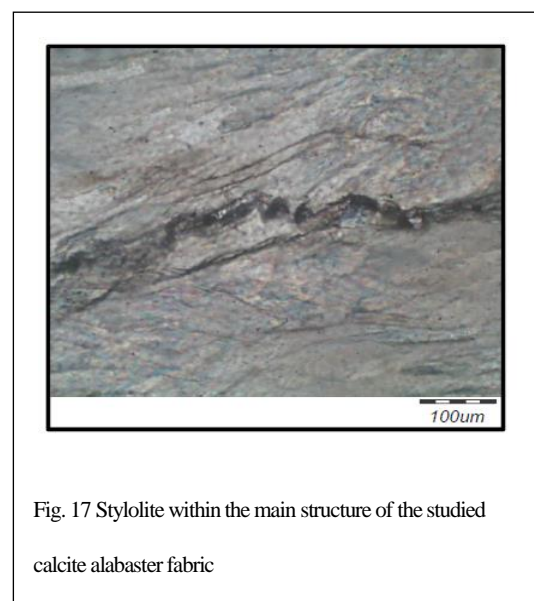 100um
Fig. 17 Stylolite within the main structure of the studied
calcite alabaster fabric